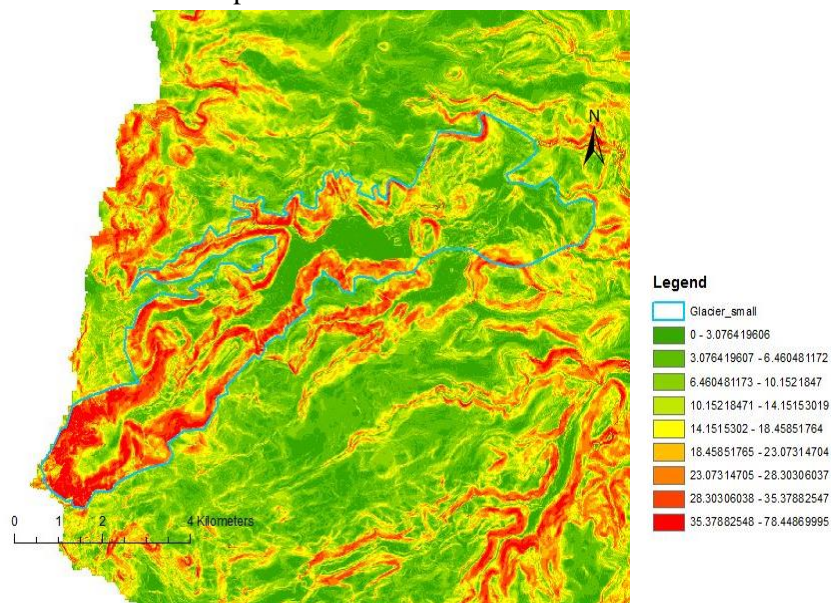 N
0 1 2 4 Kilometers
Legend
Glacier_small
0 - 3.076419606
3.076419607 - 6.460481172
6.460481173 - 10.1521847
10.15218471 - 14.15153019
14.1515302 - 18.45851764
18.45851765 - 23.07314704
23.07314705 - 28.30306037
28.30306038 - 35.37882547
35.37882548 - 78.44869995